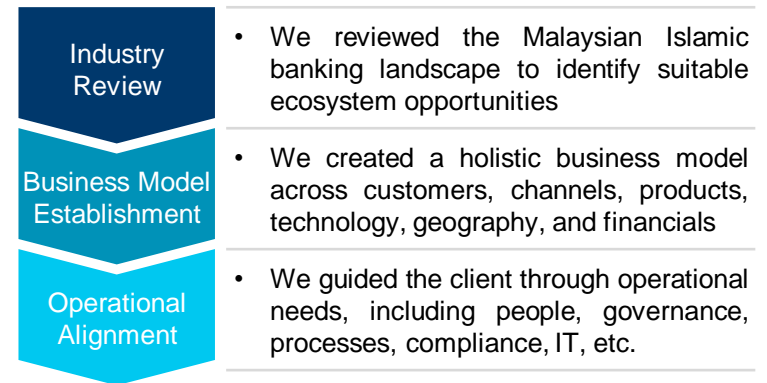 Industry
Review
• We reviewed the Malaysian Islamic
banking landscape to identify suitable
ecosystem opportunities
Business Model
Establishment
• We created a holistic business model
across customers, channels, products,
technology, geography, and financials
Operational
Alignment
• We guided the client through operational
needs, including people, governance,
processes, compliance, IT, etc.